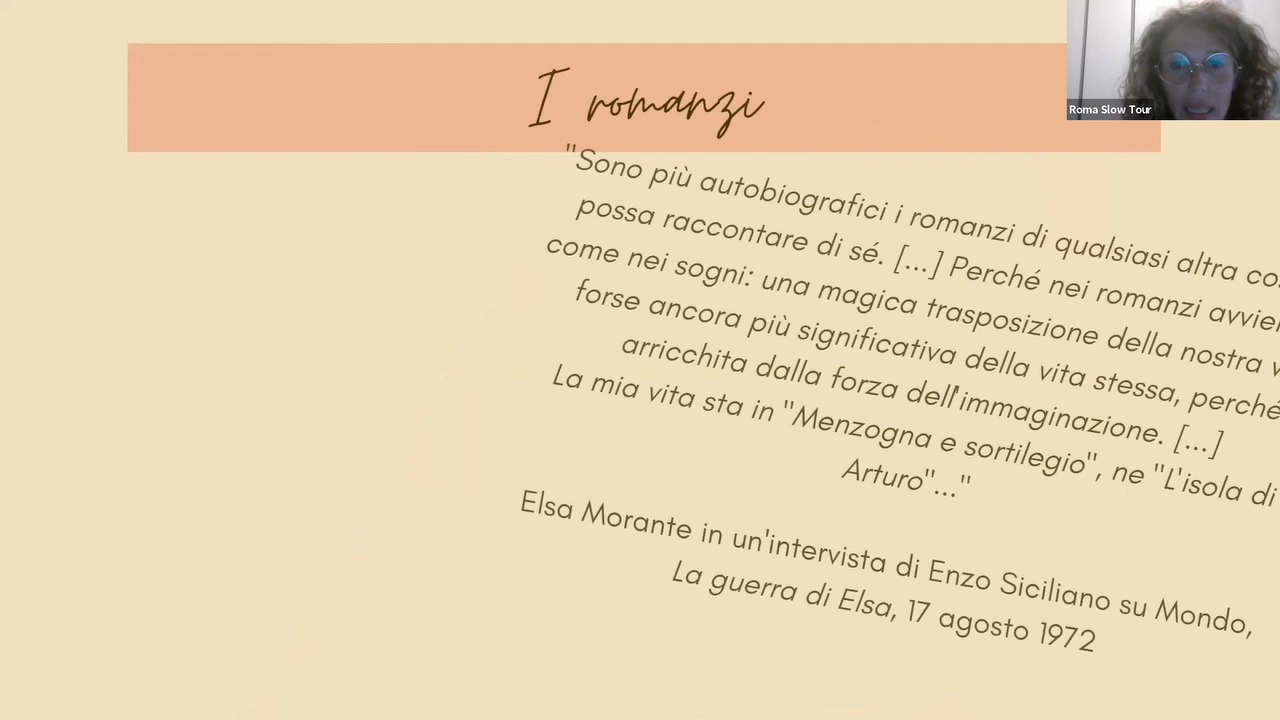 I romanzi
Roma Slow Tour
"Sono più autobiografici i romanzi di qualsiasi altra
possa raccontare di sé. [...] Perché nei romanzi
come nei sogni: una magica trasposizione della nostra
forse ancora più significativa della vita stessa, perché
arricchita dalla forza dell'immaginazione. [...]
La mia vita sta in "Menzogna e sortilegio", ne "L'isola di
Arturo"..."
Elsa Morante in un'intervista di Enzo Siciliano su Mondo,
La guerra di Elsa, 17 agosto 1972